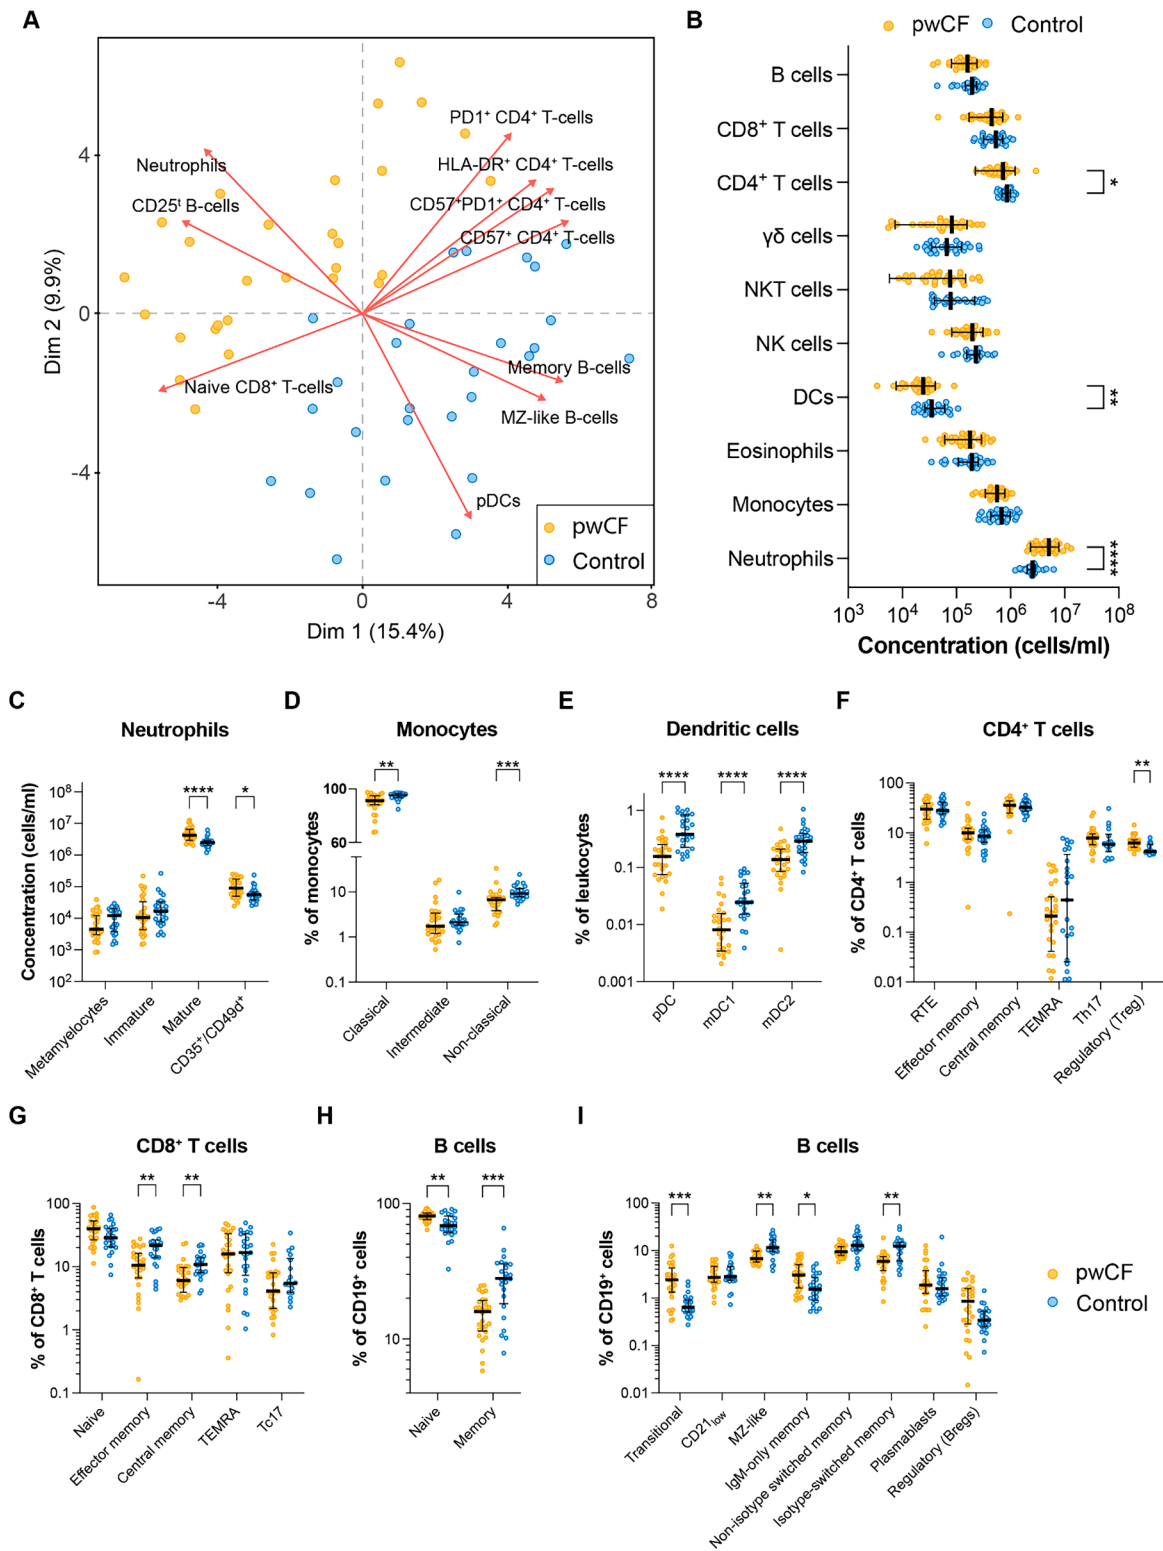 A
PD1⁺ CD4⁺ T-cells
Neutrophils
HLA-DR⁺ CD4⁺ T-cells
CD25ᵗ B-cells
CD57⁺PD1⁺ CD4⁺ T-cells
CD57⁺ CD4⁺ T-cells
Memory B-cells
Naive CD8⁺ T-cells
MZ-like B-cells
pDCs
pwCF
Control
4
0
-4
Dim 2 (9.9%)
-4 0 4 8
Dim 1 (15.4%)
B
pwCF Control
B cells
CD8⁺ T cells
CD4⁺ T cells *
γδ cells
NKT cells
NK cells
DCs **
Eosinophils
Monocytes
Neutrophils ****
10³ 10⁴ 10⁵ 10⁶ 10⁷ 10⁸
Concentration (cells/ml)
C
Neutrophils
**** *
Concentration (cells/ml)
10⁸
10⁷
10⁶
10⁵
10⁴
10³
10²
Metamyelocytes
Immature
Mature
CD35⁺/CD49d⁺
D
Monocytes
** ***
% of monocytes
100
60
10
1
0.1
Classical
Intermediate
Non-classical
E
Dendritic cells
**** **** ****
% of leukocytes
1
0.1
0.01
0.001
pDC
mDC1
mDC2
F
CD4⁺ T cells
**
% of CD4⁺ T cells
100
10
1
0.1
0.01
RTE
Effector memory
Central memory
TEMRA
Th17
Regulatory (Treg)
G
CD8⁺ T cells
** **
% of CD8⁺ T cells
100
10
1
0.1
Naive
Effector memory
Central memory
TEMRA
Tc17
H
B cells
** ***
% of CD19⁺ cells
100
10
Naive
Memory
I
B cells
*** ** * **
% of CD19⁺ cells
100
10
1
0.1
0.01
Transitional
CD21low
MZ-like
IgM-only memory
Non-isotype switched memory
Isotype-switched memory
Plasmablasts
Regulatory (Bregs)
pwCF
Control